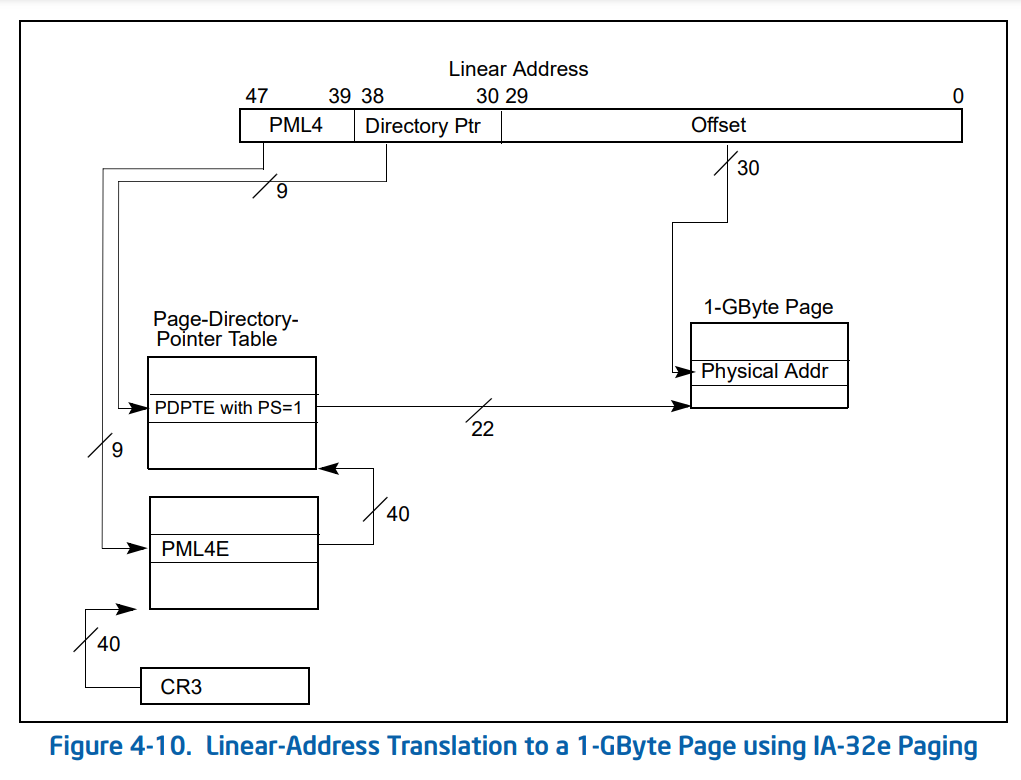 Linear Address
47 39 38 30 29 0
PML4 Directory Ptr Offset
30
9
Page-Directory-
Pointer Table
1-GByte Page
Physical Addr
PDPTE with PS=1
22
9
40
PML4E
40
CR3
Figure 4-10. Linear-Address Translation to a 1-GByte Page using IA-32e Paging